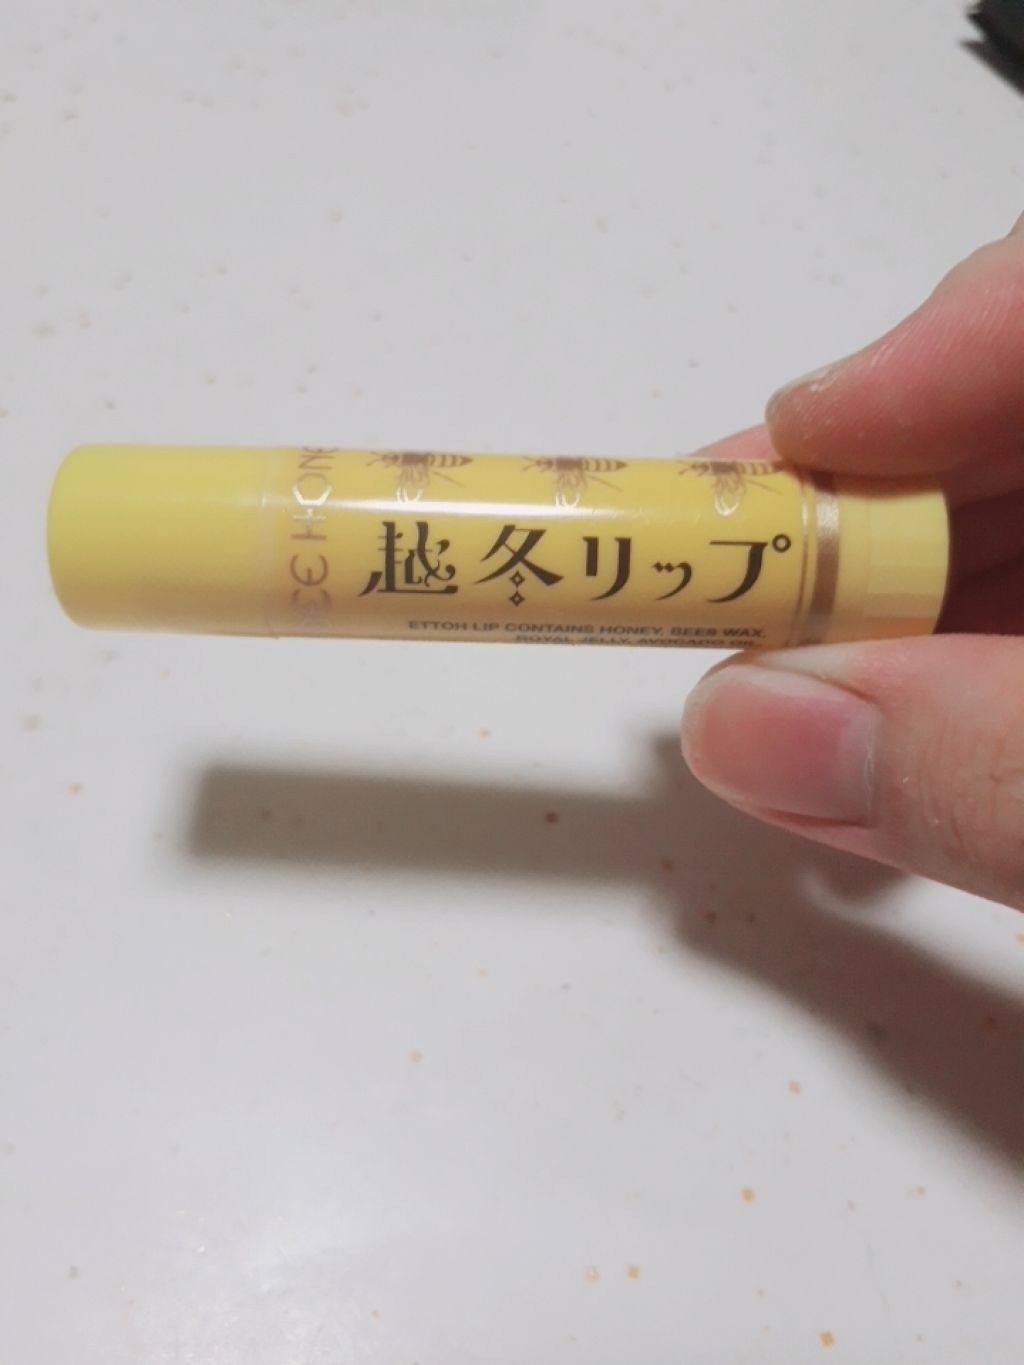 BEE HONE
越冬リップ
ETTOH LIP CONTAINS HONEY, BEES WAX,
ROYAL JELLY, AVOCADO OIL